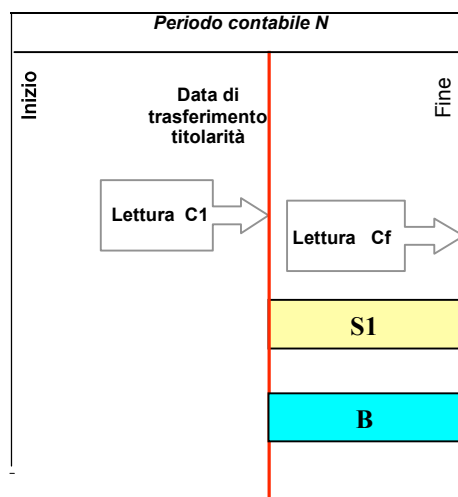 Periodo contabile N
Inizio
Data di
trasferimento
titolarità
Fine
Lettura C1
Lettura Cf
S1
B